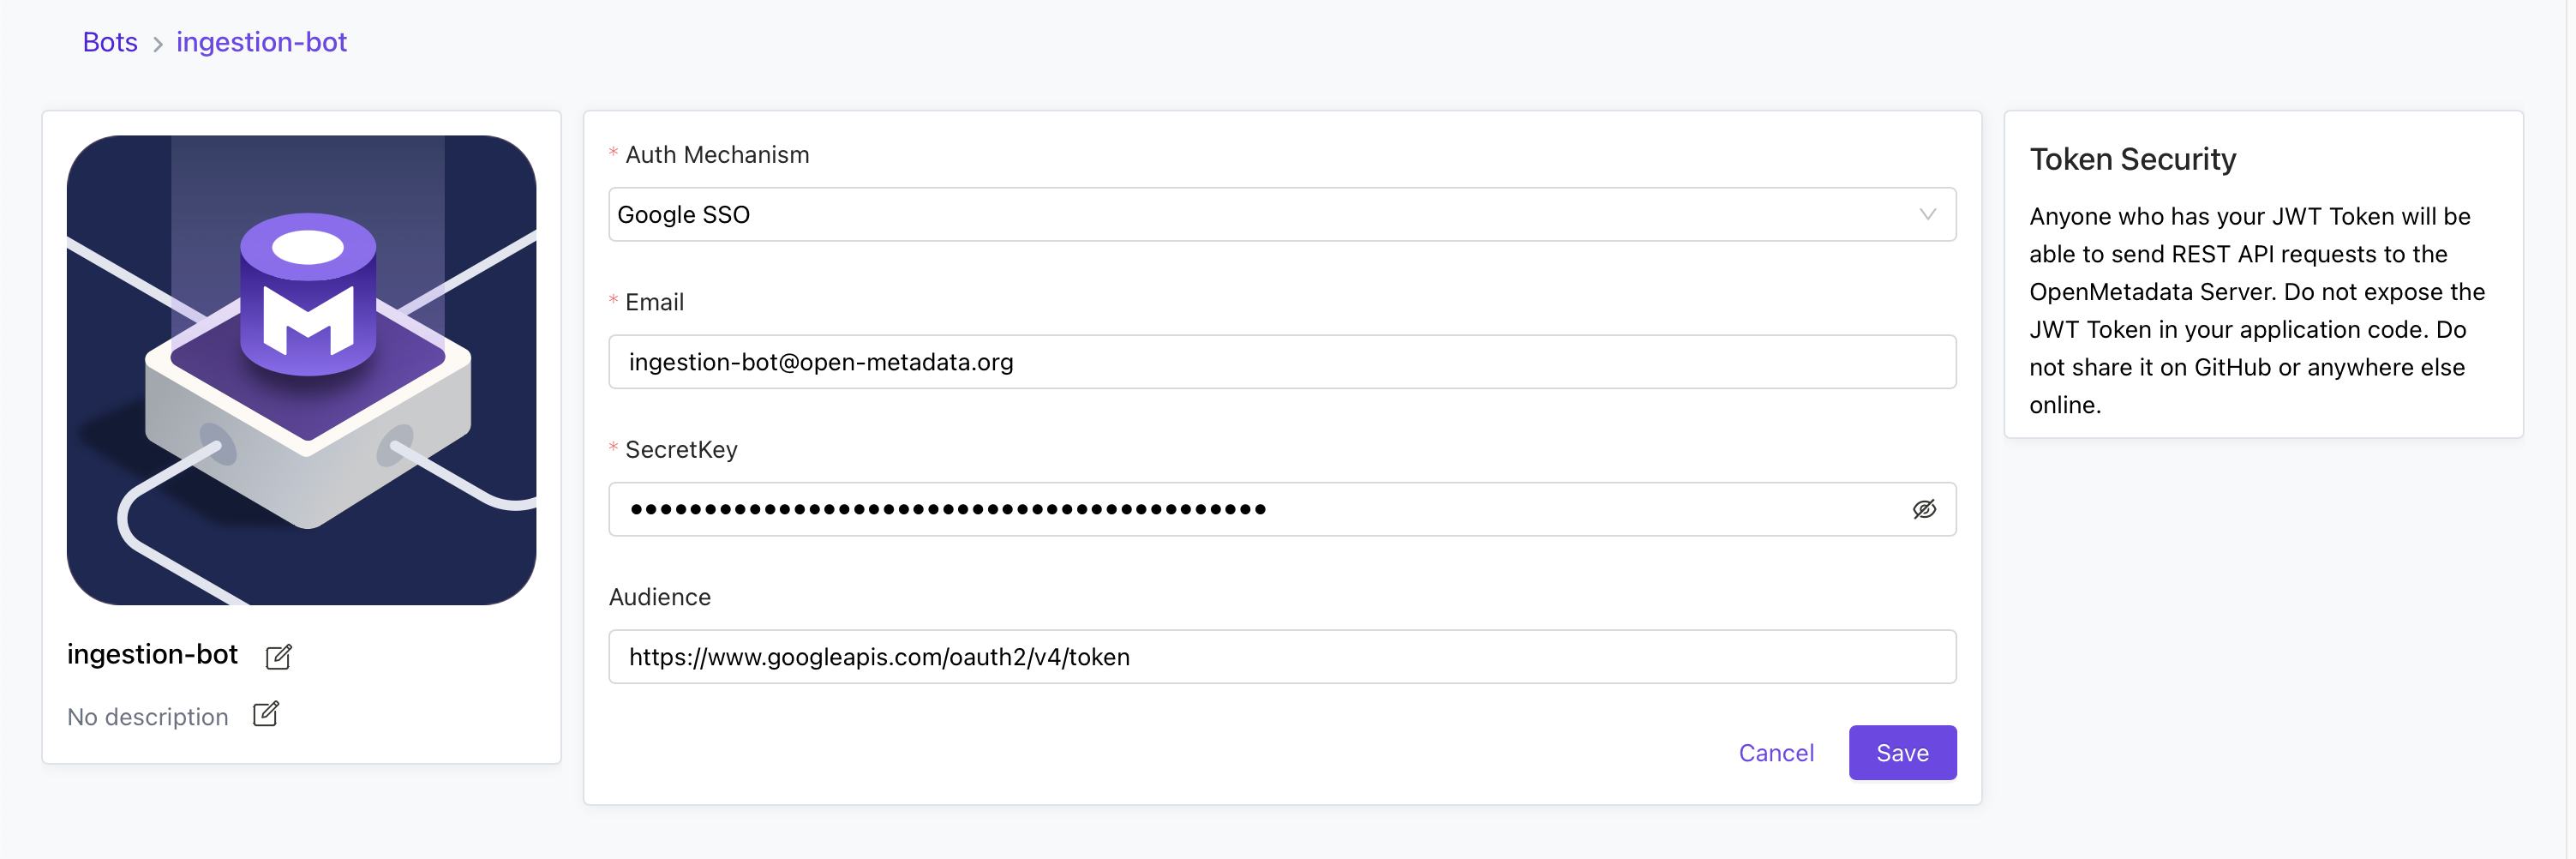 Bots > ingestion-bot
ingestion-bot
No description
* Auth Mechanism
Google SSO
* Email
ingestion-bot@open-metadata.org
* SecretKey
•••••••••••••••••••••••••••••••••••••••••••
Audience
https://www.googleapis.com/oauth2/v4/token
Cancel
Save
Token Security
Anyone who has your JWT Token will be
able to send REST API requests to the
OpenMetadata Server. Do not expose the
JWT Token in your application code. Do
not share it on GitHub or anywhere else
online.